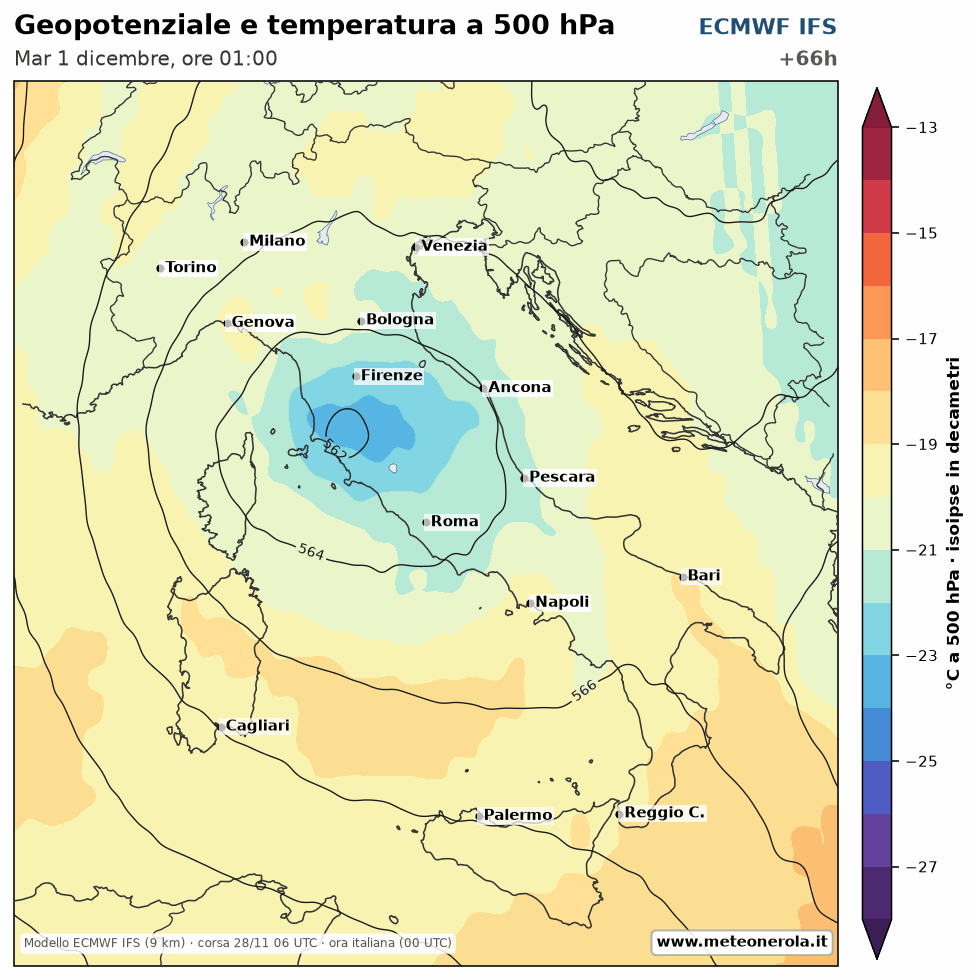 Geopotenziale e temperatura a 500 hPa
ECMWF IFS
Mar 1 dicembre, ore 01:00
+66h
Milano
Venezia
Torino
Genova
Bologna
Firenze
Ancona
562
Pescara
Roma
564
Bari
Napoli
566
Cagliari
Palermo
Reggio C.
−13
−15
−17
−19
−21
−23
−25
−27
°C a 500 hPa · isoipse in decametri
Modello ECMWF IFS (9 km) · corsa 28/11 06 UTC · ora italiana (00 UTC)
www.meteonerola.it